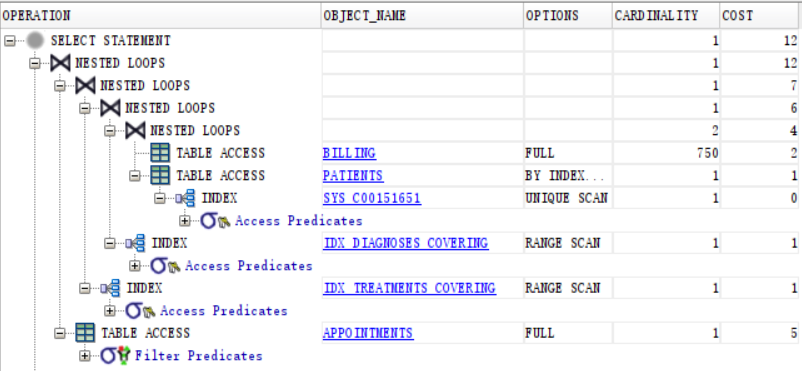 OPERATION OBJECT_NAME OPTIONS CARDINALITY COST
SELECT STATEMENT 1 12
NESTED LOOPS 1 12
NESTED LOOPS 1 7
NESTED LOOPS 1 6
NESTED LOOPS 2 4
TABLE ACCESS BILLING FULL 750 2
TABLE ACCESS PATIENTS BY INDEX... 1 1
INDEX SYS_C00151651 UNIQUE SCAN 1 0
Access Predicates
INDEX IDX_DIAGNOSES_COVERING RANGE SCAN 1 1
Access Predicates
INDEX IDX_TREATMENTS_COVERING RANGE SCAN 1 1
Access Predicates
TABLE ACCESS APPOINTMENTS FULL 1 5
Filter Predicates